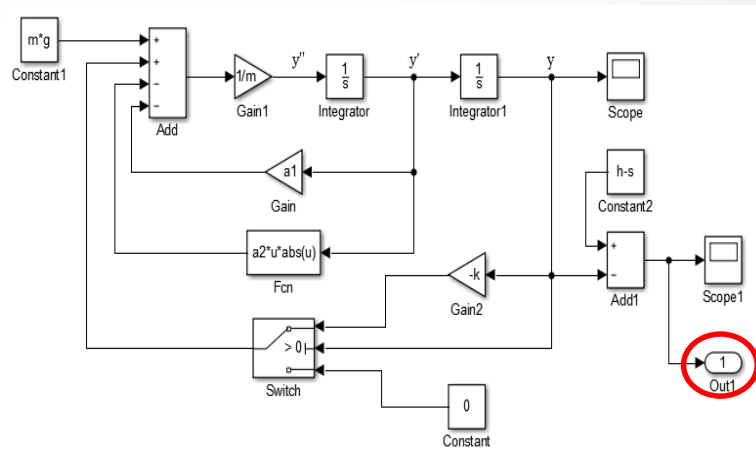 m*g
Constant1
+
+
−
−
Add
1/m
Gain1
y''
1
s
Integrator
y'
1
s
Integrator1
y
Scope
a1
Gain
h-s
Constant2
a2*u*abs(u)
Fcn
-k
Gain2
+
−
Add1
Scope1
> 0
Switch
1
Out1
0
Constant